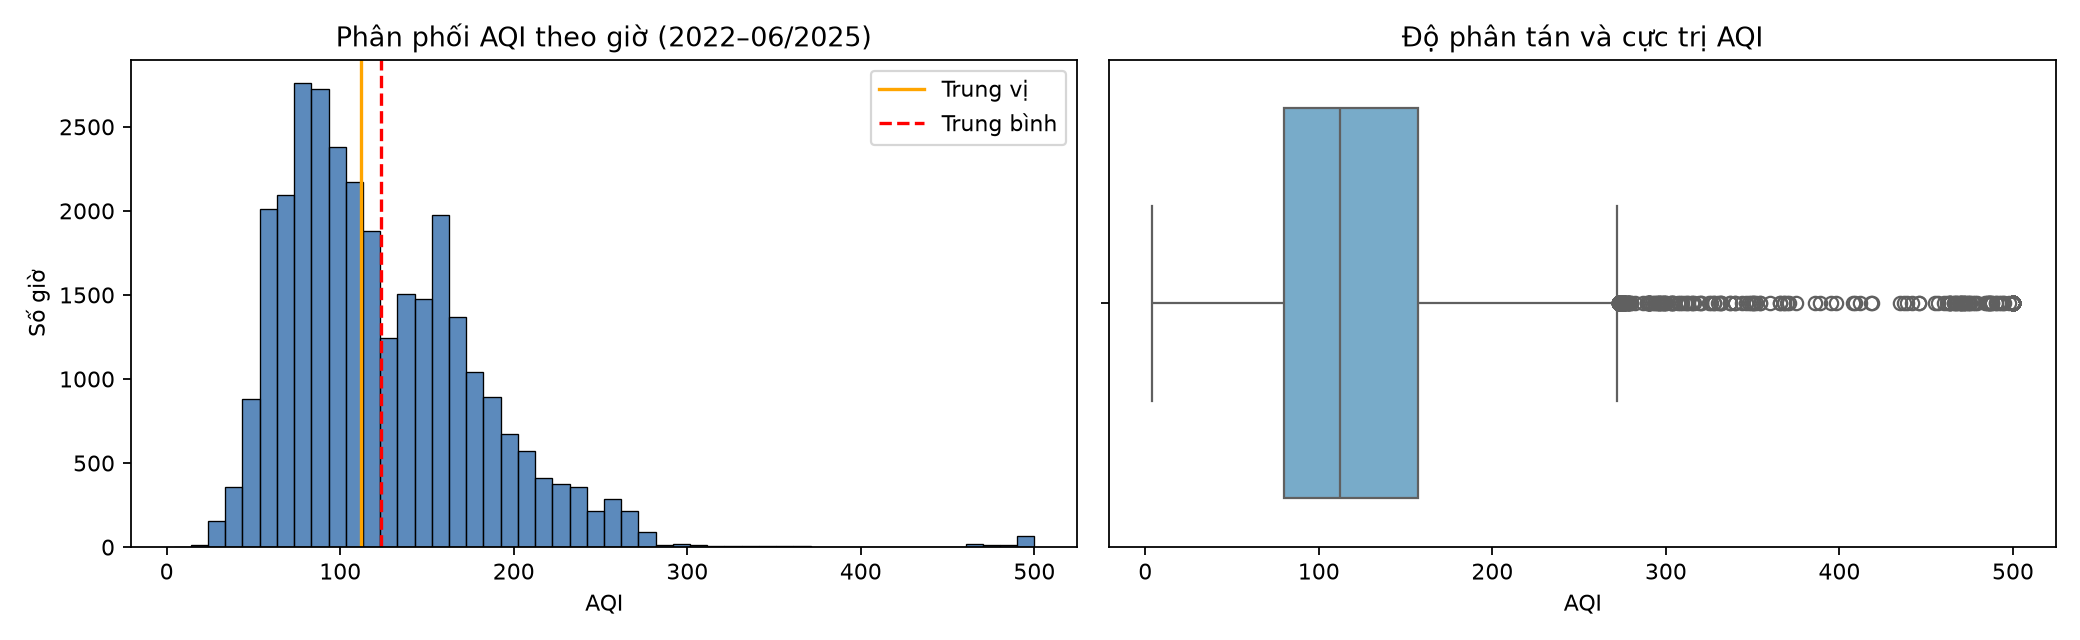 Phân phối AQI theo giờ (2022–06/2025)
Trung vị
Trung bình
Số giờ
2500
2000
1500
1000
500
0
0 100 200 300 400 500
AQI
Độ phân tán và cực trị AQI
0 100 200 300 400 500
AQI